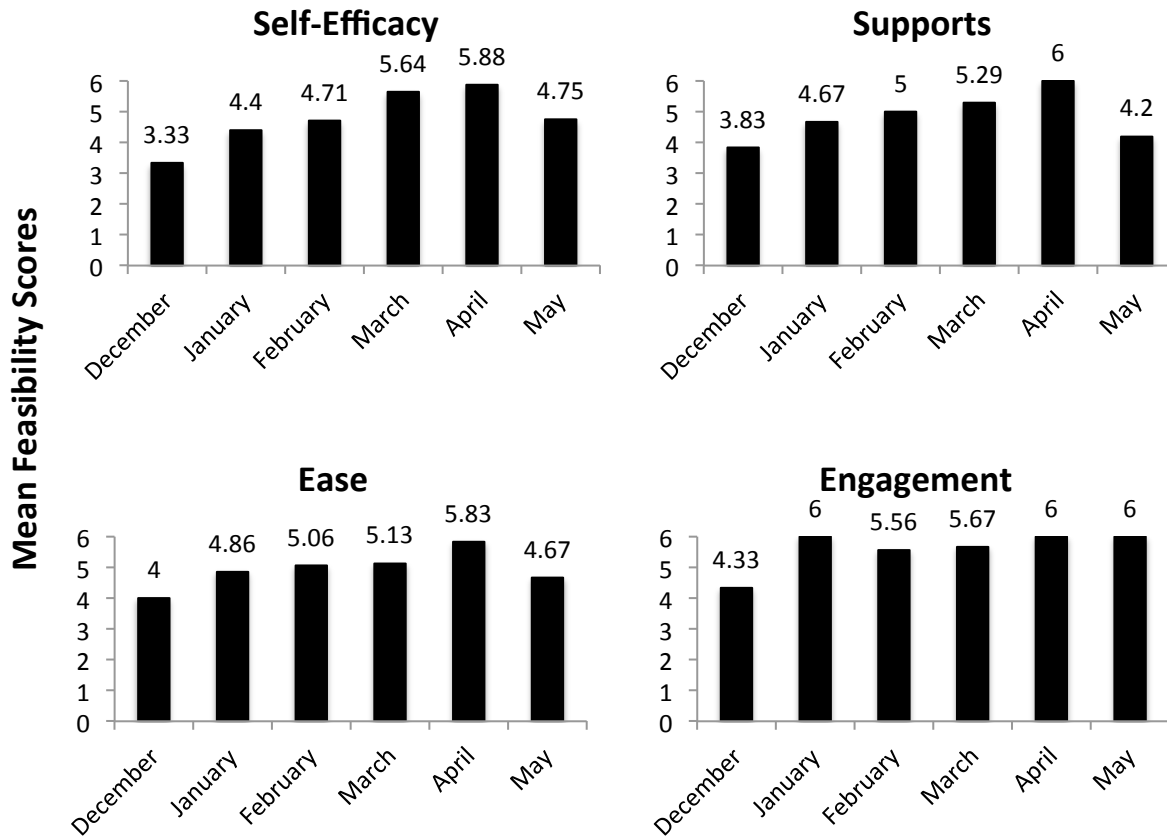 Mean Feasibility Scores
Self-Efficacy
3.33 4.4 4.71 5.64 5.88 4.75
6
5
4
3
2
1
0
December January February March April May
Supports
3.83 4.67 5 5.29 6 4.2
6
5
4
3
2
1
0
December January February March April May
Ease
4 4.86 5.06 5.13 5.83 4.67
6
5
4
3
2
1
0
December January February March April May
Engagement
4.33 6 5.56 5.67 6 6
6
5
4
3
2
1
0
December January February March April May